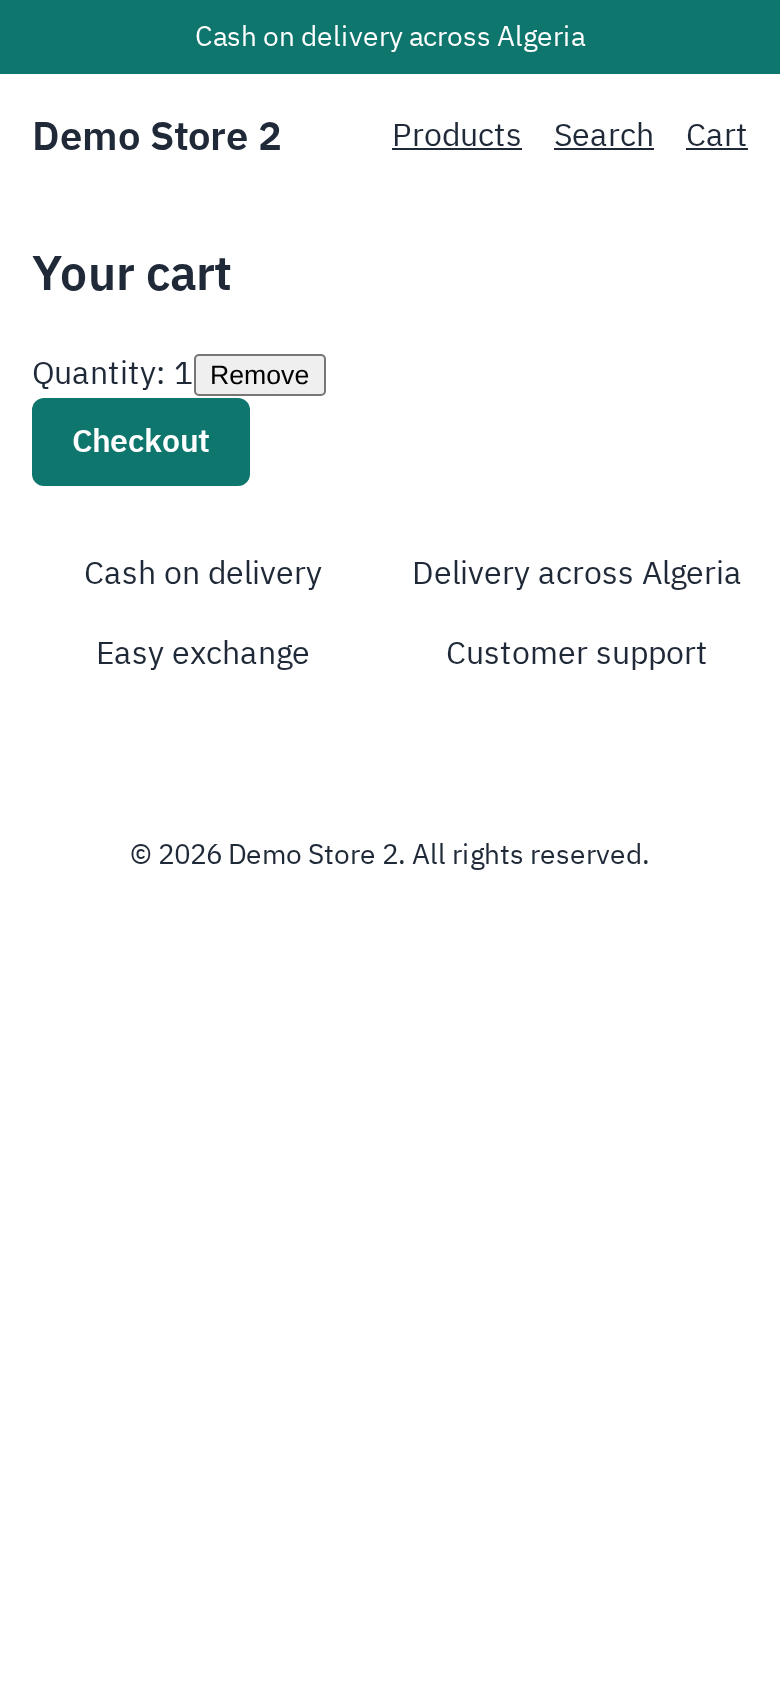 Cash on delivery across Algeria
Demo Store 2 Products Search Cart
Your cart
Quantity: 1 Remove
Checkout
Cash on delivery Delivery across Algeria
Easy exchange Customer support
© 2026 Demo Store 2. All rights reserved.